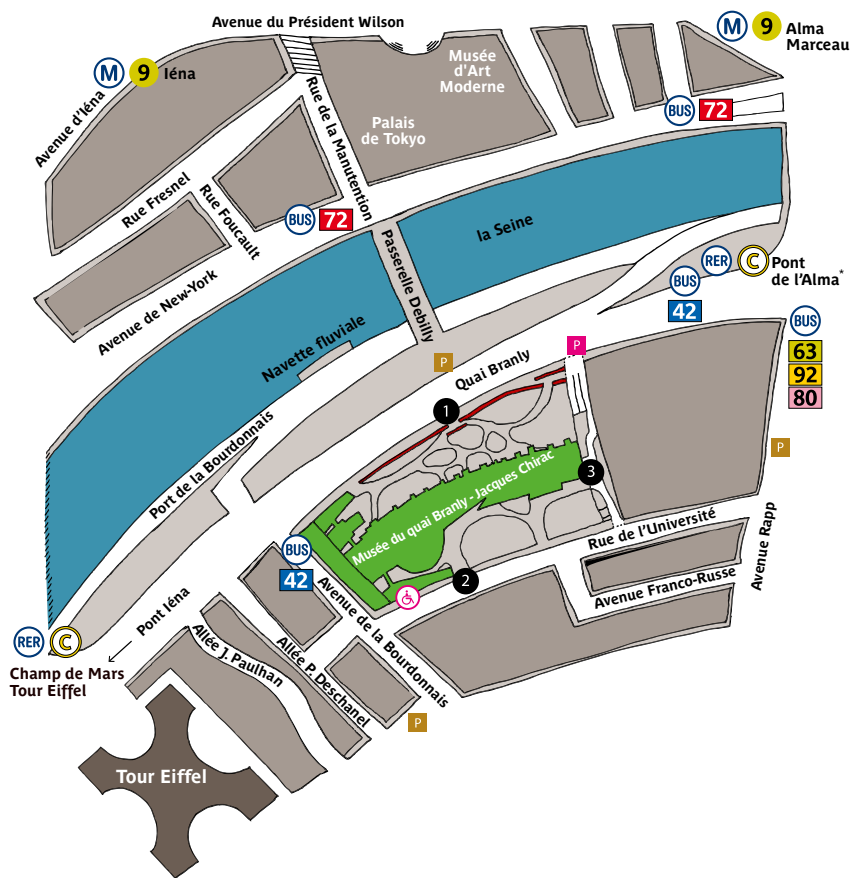 Avenue du Président Wilson
M 9 Alma
Marceau
M 9 Iéna
Musée
d'Art
Moderne
Avenue d'Iéna
Rue de la Manutention
Palais
de Tokyo
BUS 72
Rue Fresnel
Rue Foucault
BUS 72
la Seine
Passerelle Debilly
Avenue de New-York
RER C Pont
de l'Alma*
BUS
42
BUS
63
92
80
Navette fluviale
P
Quai Branly
P
1
Port de la Bourdonnais
P
3
Musée du quai Branly - Jacques Chirac
Rue de l'Université
Avenue Rapp
BUS
42
2
Avenue Franco-Russe
Avenue de la Bourdonnais
Pont Iéna
RER C
Champ de Mars
Tour Eiffel
Allée J. Paulhan
Allée P. Deschanel
P
Tour Eiffel